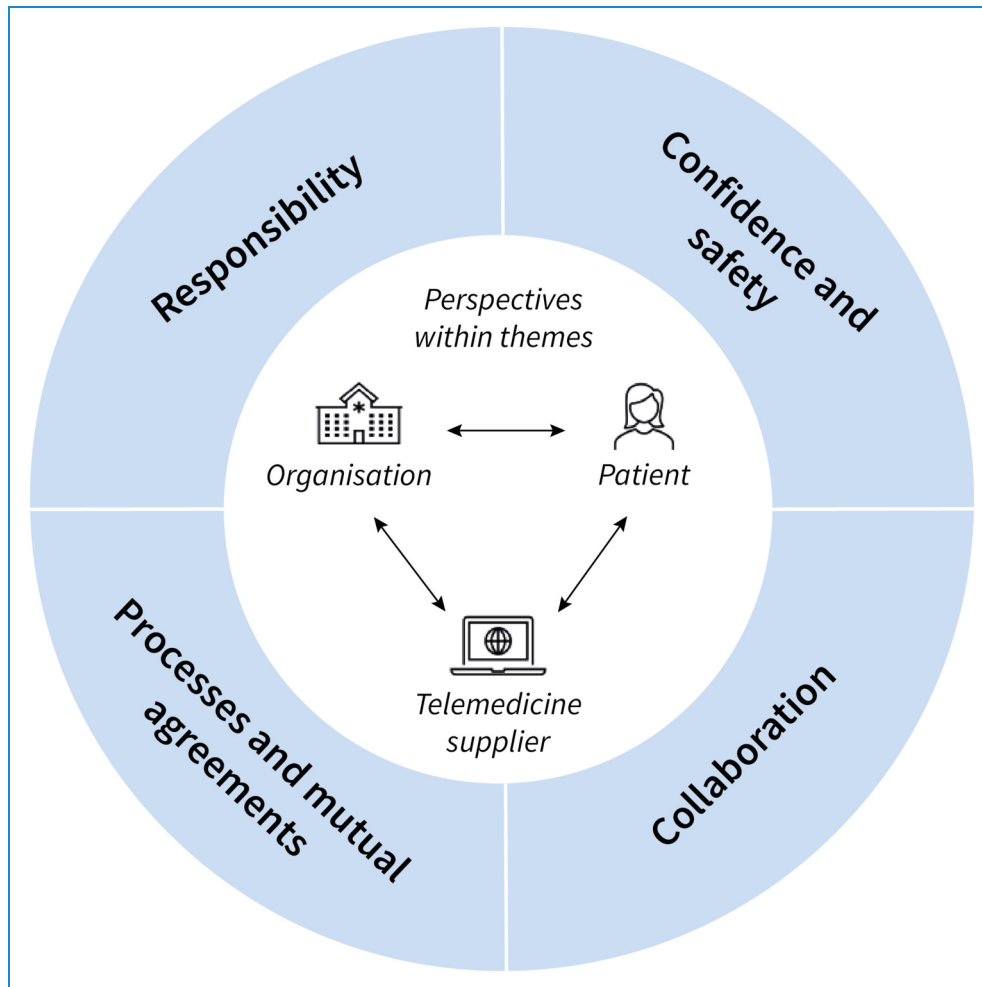 Responsibility
Confidence and
safety
Perspectives
within themes
Organisation
Patient
Telemedicine
supplier
Processes and mutual
agreements
Collaboration